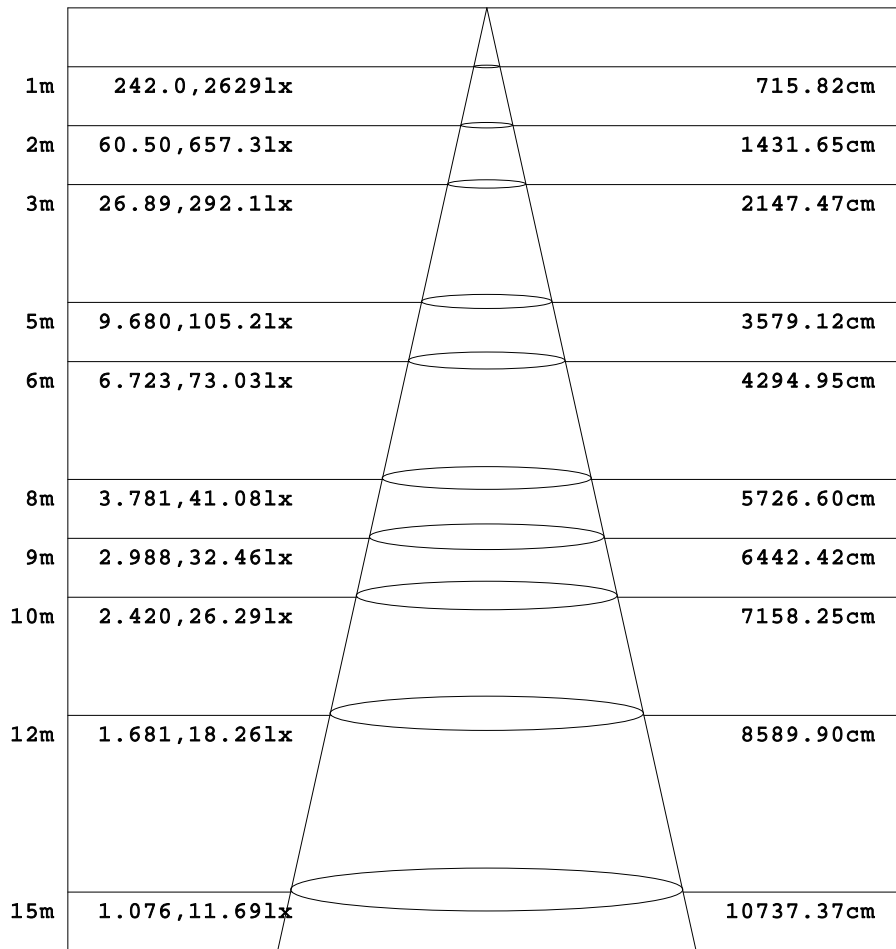 1m 242.0,2629lx 715.82cm
2m 60.50,657.3lx 1431.65cm
3m 26.89,292.1lx 2147.47cm
5m 9.680,105.2lx 3579.12cm
6m 6.723,73.03lx 4294.95cm
8m 3.781,41.08lx 5726.60cm
9m 2.988,32.46lx 6442.42cm
10m 2.420,26.29lx 7158.25cm
12m 1.681,18.26lx 8589.90cm
15m 1.076,11.69lx 10737.37cm